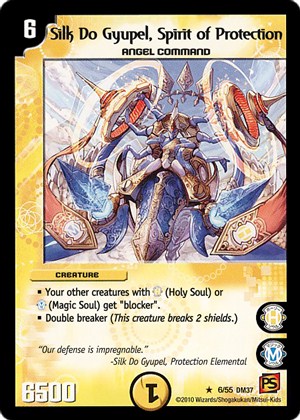 6
Silk Do Gyupel, Spirit of Protection
ANGEL COMMAND
CREATURE
■ Your other creatures with (Holy Soul) or
(Magic Soul) get "blocker".
■ Double breaker (This creature breaks 2 shields.)
H
M
"Our defense is impregnable."
-Silk Do Gyupel, Protection Elemental
6500
1
★ 6/55 DM37
PS
©2010 Wizards/Shogakukan/Mitsui-Kids